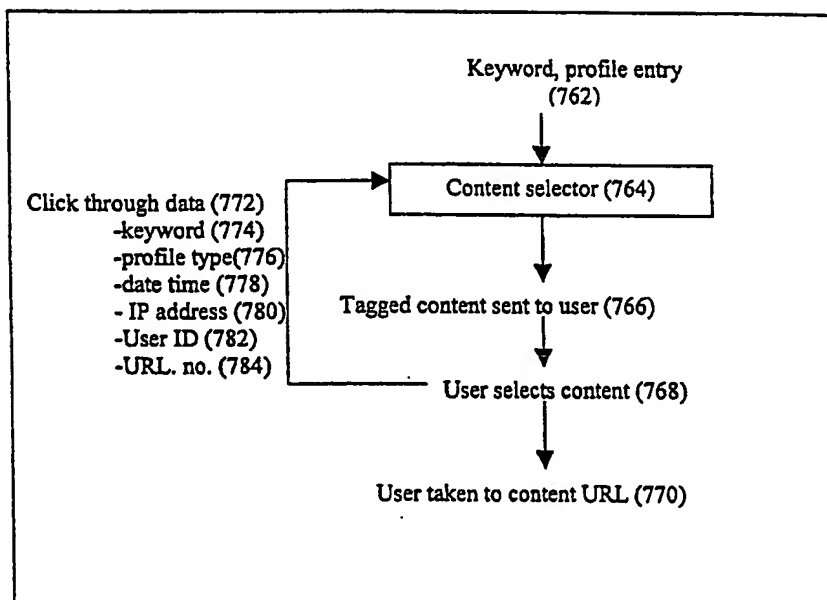 Keyword, profile entry
(762)
Content selector (764)
Click through data (772)
-keyword (774)
-profile type(776)
-date time (778)
- IP address (780)
-User ID (782)
-URL. no. (784)
Tagged content sent to user (766)
User selects content (768)
User taken to content URL (770)